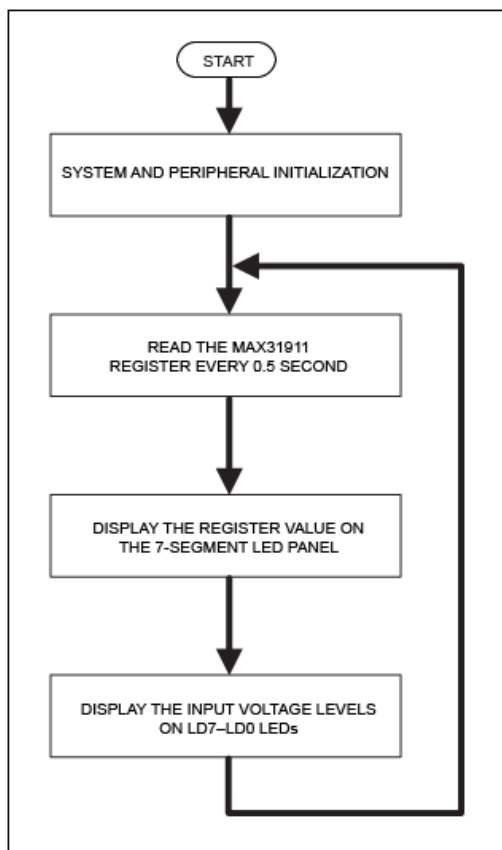 START
SYSTEM AND PERIPHERAL INITIALIZATION
READ THE MAX31911
REGISTER EVERY 0.5 SECOND
DISPLAY THE REGISTER VALUE ON
THE 7-SEGMENT LED PANEL
DISPLAY THE INPUT VOLTAGE LEVELS
ON LD7–LD0 LEDs